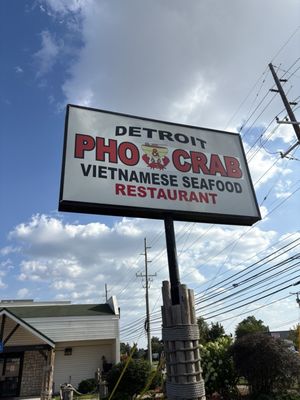 DETROIT
PHO & CRAB
VIETNAMESE SEAFOOD
RESTAURANT